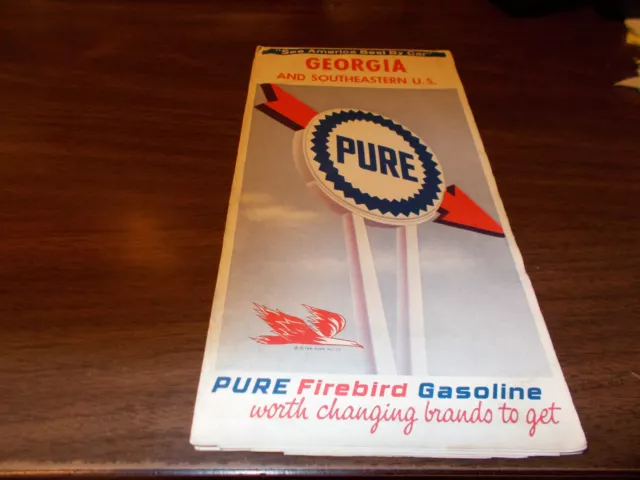 "See America Best By Car"
GEORGIA
AND SOUTHEASTERN U.S.
PURE
PURE Firebird Gasoline
worth changing brands to get